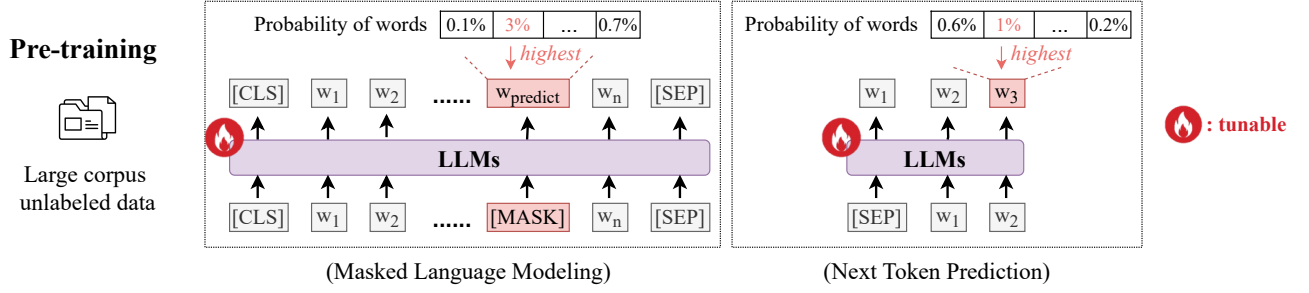 Pre-training
Large corpus
unlabeled data
Probability of words 0.1% 3% ... 0.7%
highest
[CLS] w1 w2 ...... wpredict wn [SEP]
LLMs
[CLS] w1 w2 ...... [MASK] wn [SEP]
(Masked Language Modeling)
Probability of words 0.6% 1% ... 0.2%
highest
w1 w2 w3
LLMs
[SEP] w1 w2
(Next Token Prediction)
: tunable